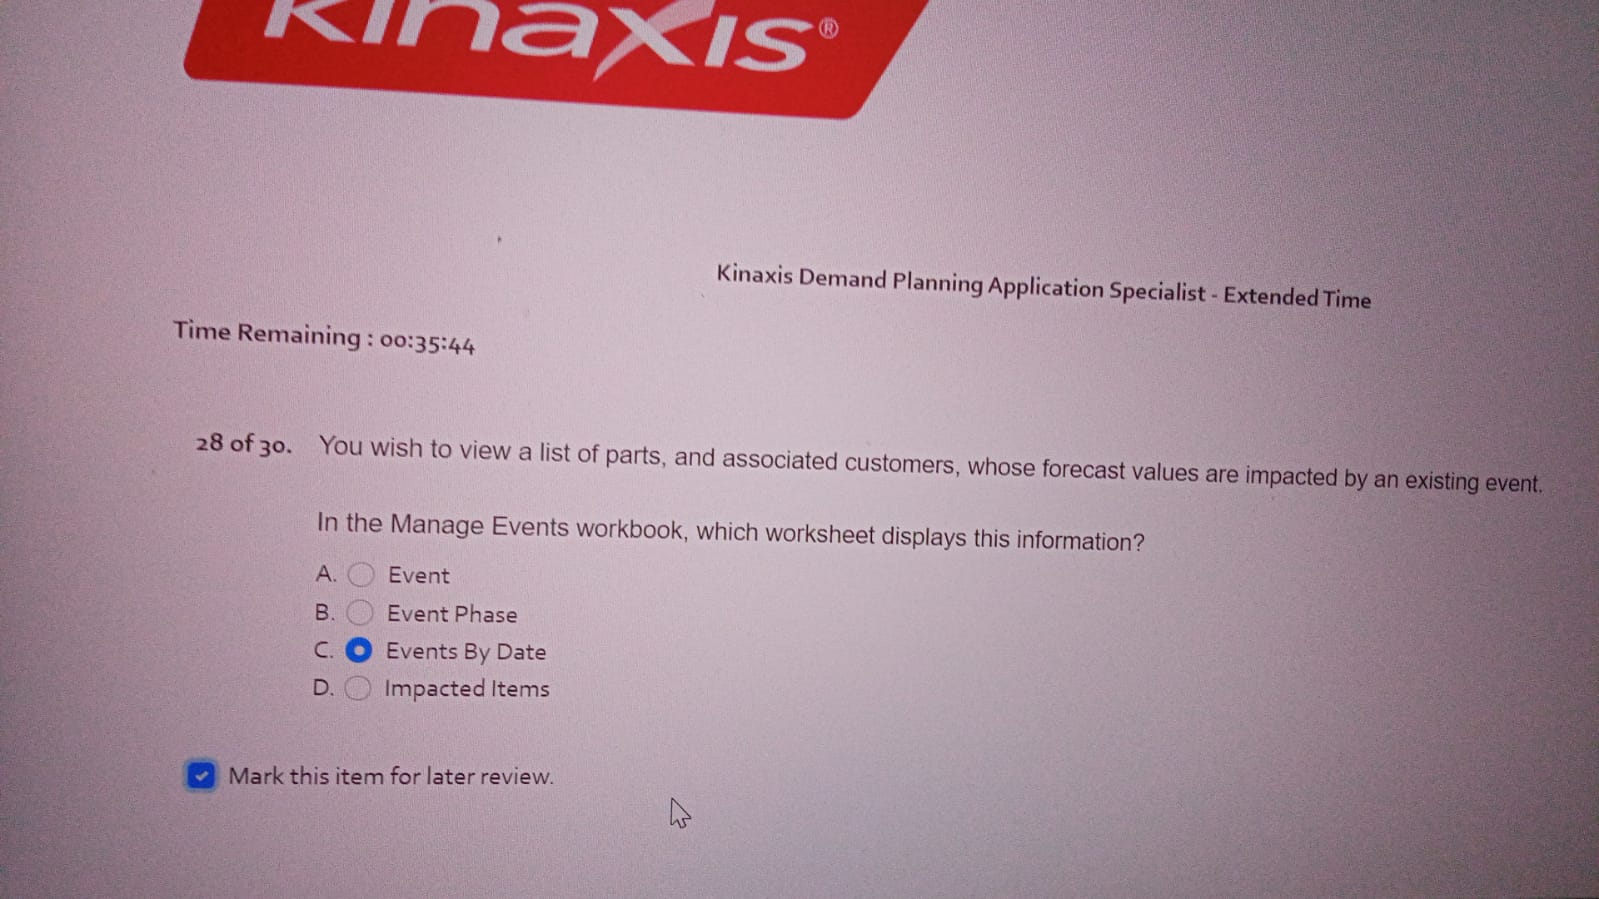 Kinaxis®
Kinaxis Demand Planning Application Specialist - Extended Time
Time Remaining : 00:35:44
28 of 30. You wish to view a list of parts, and associated customers, whose forecast values are impacted by an existing event.
In the Manage Events workbook, which worksheet displays this information?
A. Event
B. Event Phase
C. Events By Date
D. Impacted Items
Mark this item for later review.